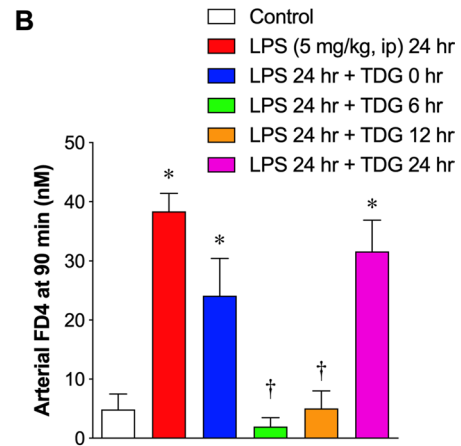 B
Control
LPS (5 mg/kg, ip) 24 hr
LPS 24 hr + TDG 0 hr
LPS 24 hr + TDG 6 hr
LPS 24 hr + TDG 12 hr
LPS 24 hr + TDG 24 hr
Arterial FD4 at 90 min (nM)
50
40
30
20
10
0
*
*
†
†
*